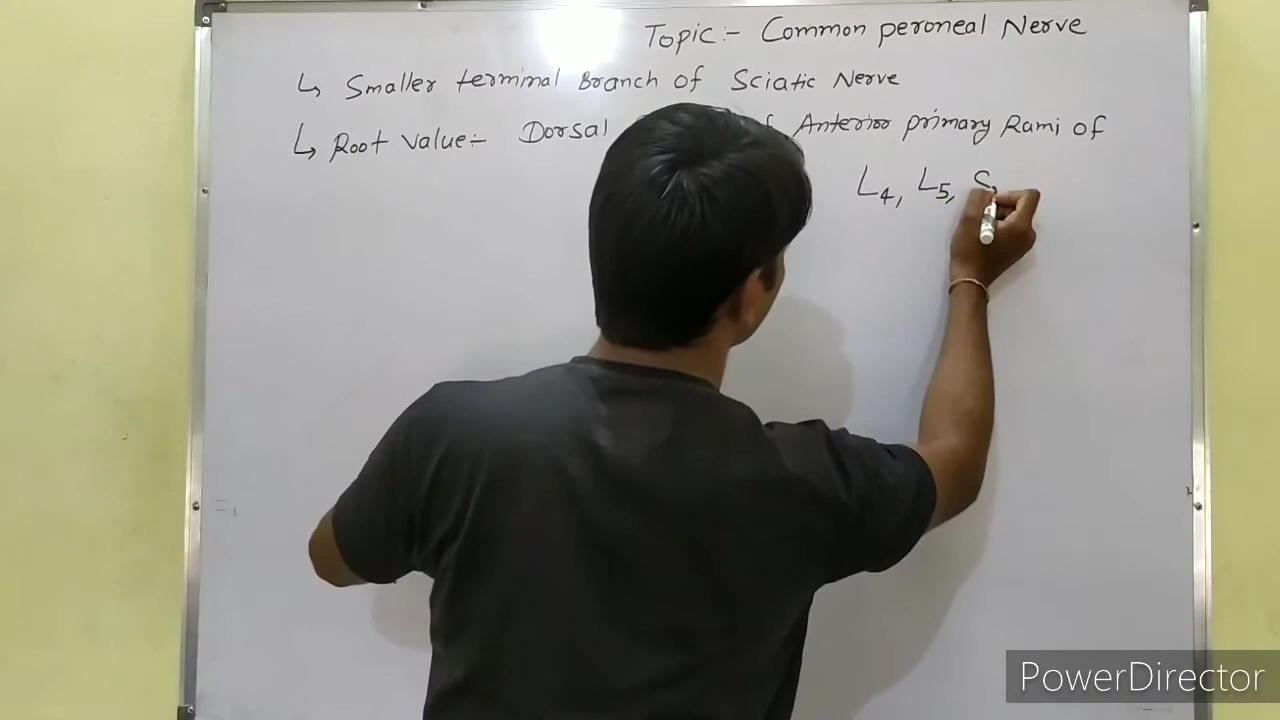 Topic:- Common peroneal Nerve
↳ Smaller terminal Branch of Sciatic Nerve
↳ Root value:- Dorsal Anterior primary Rami of
L4, L5, S
PowerDirector